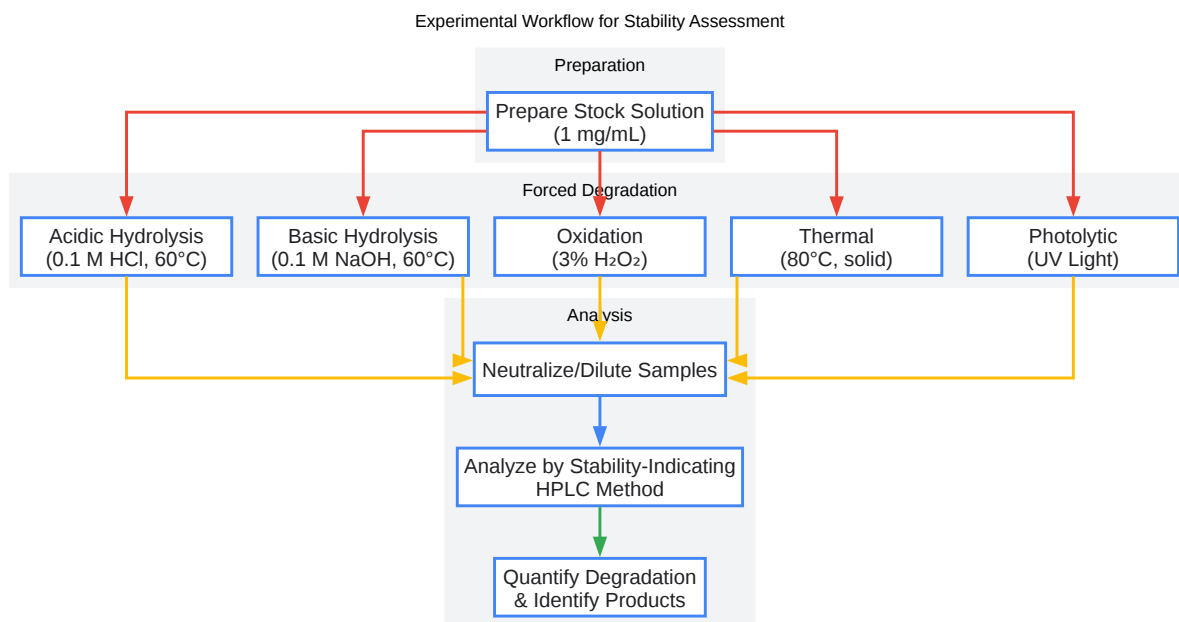 Experimental Workflow for Stability Assessment
Preparation
Prepare Stock Solution
(1 mg/mL)
Forced Degradation
Acidic Hydrolysis
(0.1 M HCl, 60°C)
Basic Hydrolysis
(0.1 M NaOH, 60°C)
Oxidation
(3% H₂O₂)
Thermal
(80°C, solid)
Photolytic
(UV Light)
Analysis
Neutralize/Dilute Samples
Analyze by Stability-Indicating
HPLC Method
Quantify Degradation
& Identify Products